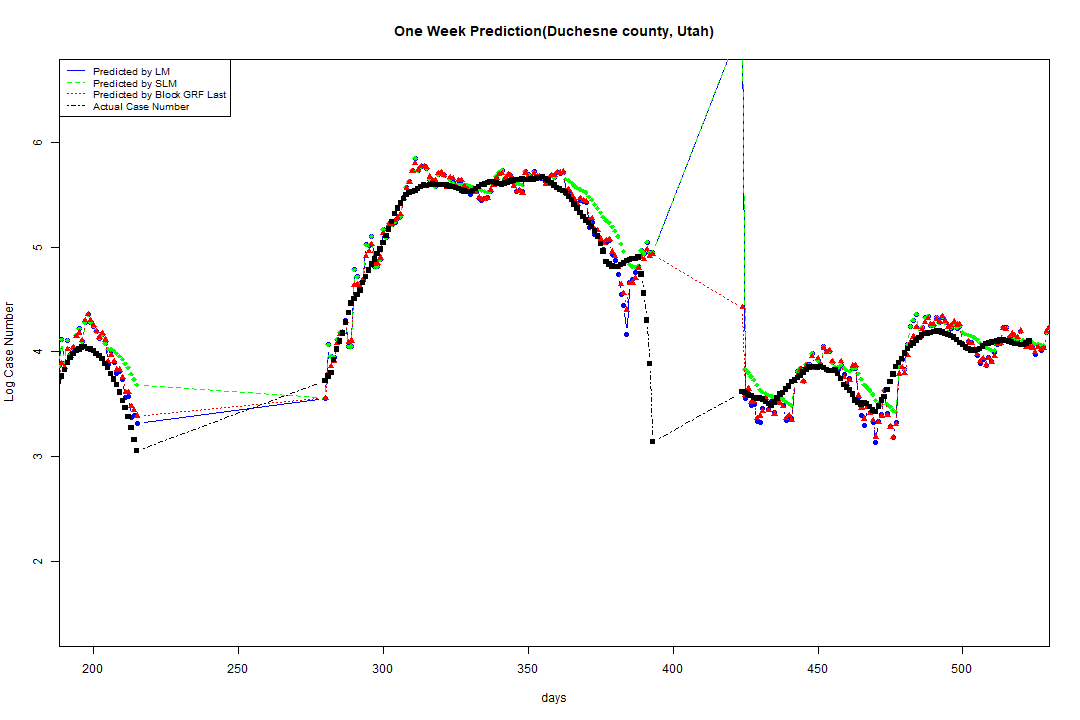 One Week Prediction(Duchesne county, Utah)
Predicted by LM
Predicted by SLM
Predicted by Block GRF Last
Actual Case Number
6
5
4
3
2
Log Case Number
200 250 300 350 400 450 500
days